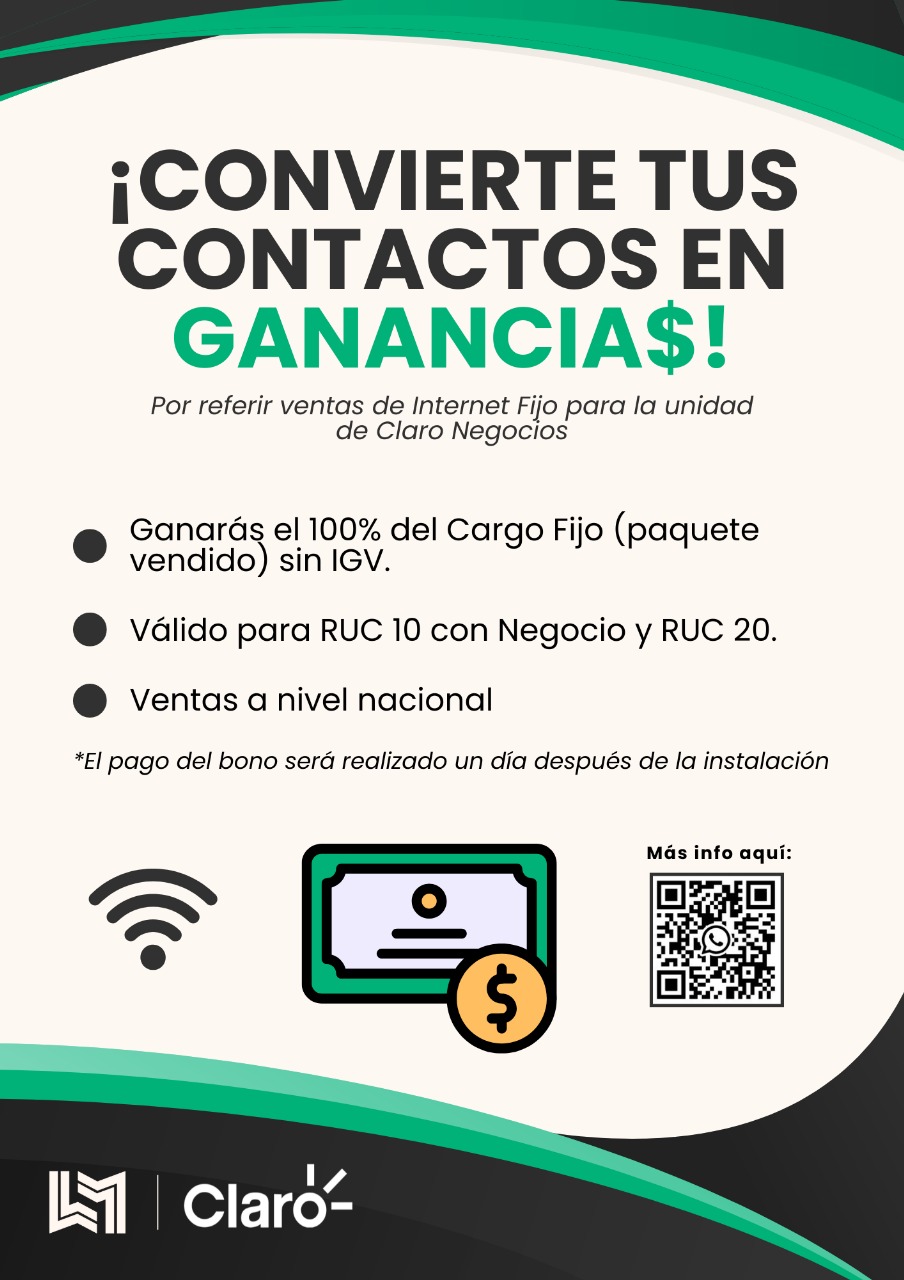 ¡CONVIERTE TUS
CONTACTOS EN
GANANCIA$!
Por referir ventas de Internet Fijo para la unidad
de Claro Negocios
Ganarás el 100% del Cargo Fijo (paquete
vendido) sin IGV.
Válido para RUC 10 con Negocio y RUC 20.
Ventas a nivel nacional
*El pago del bono será realizado un día después de la instalación
Más info aquí:
$
Claro